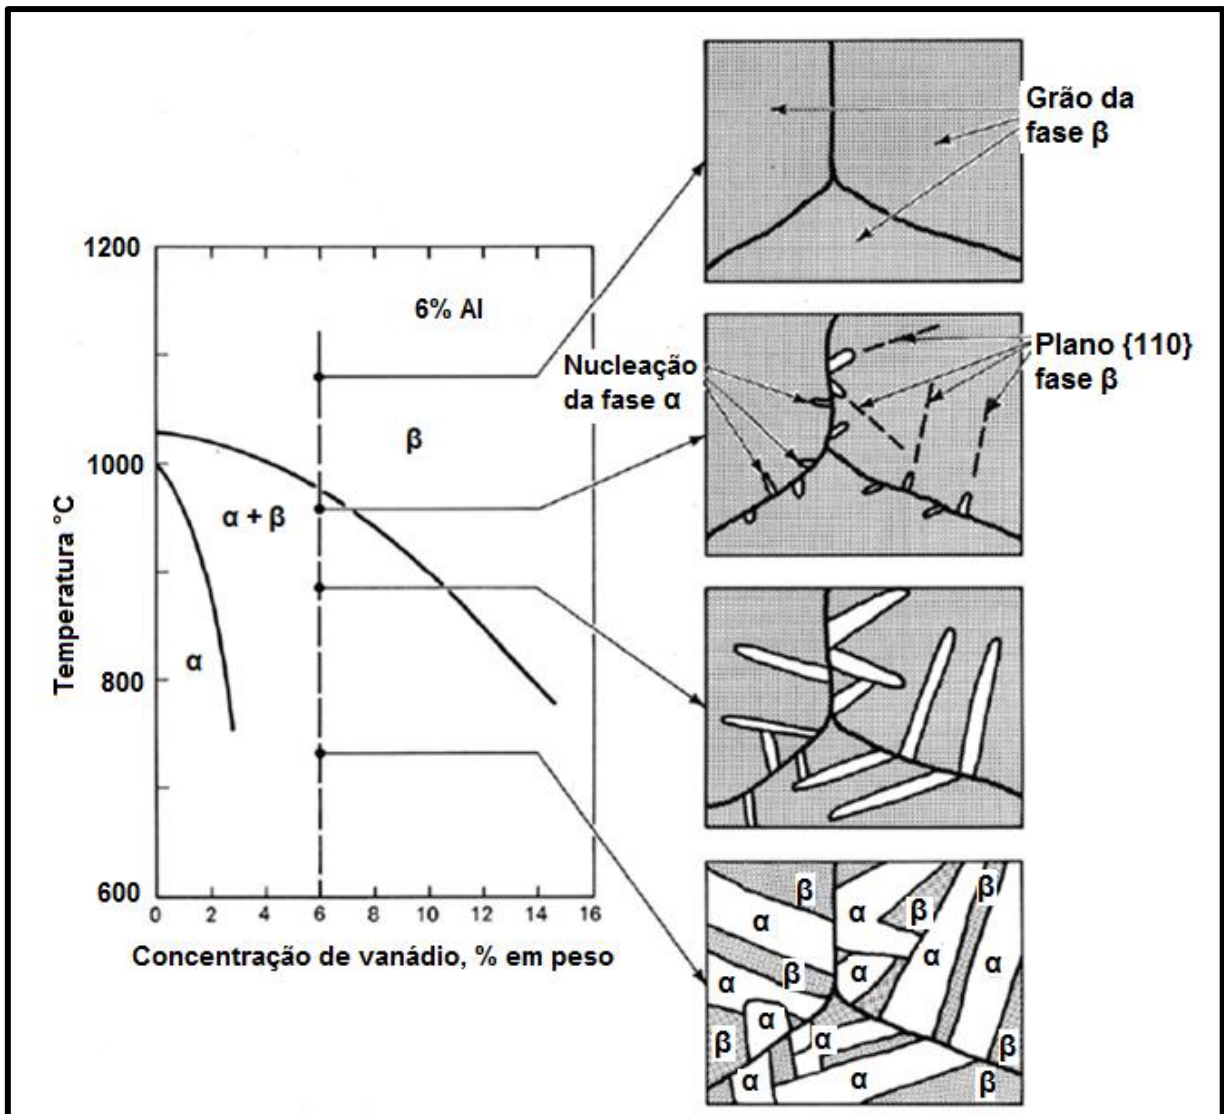 Grão da
fase β
1200
6% Al
Nucleação
da fase α
Plano {110}
fase β
β
1000
α + β
Temperatura °C
800
α
600
0 2 4 6 8 10 12 14 16
Concentração de vanádio, % em peso
β
α
β
β
α
α
α
β
α
α
β
α
α
β
β
α
α
β